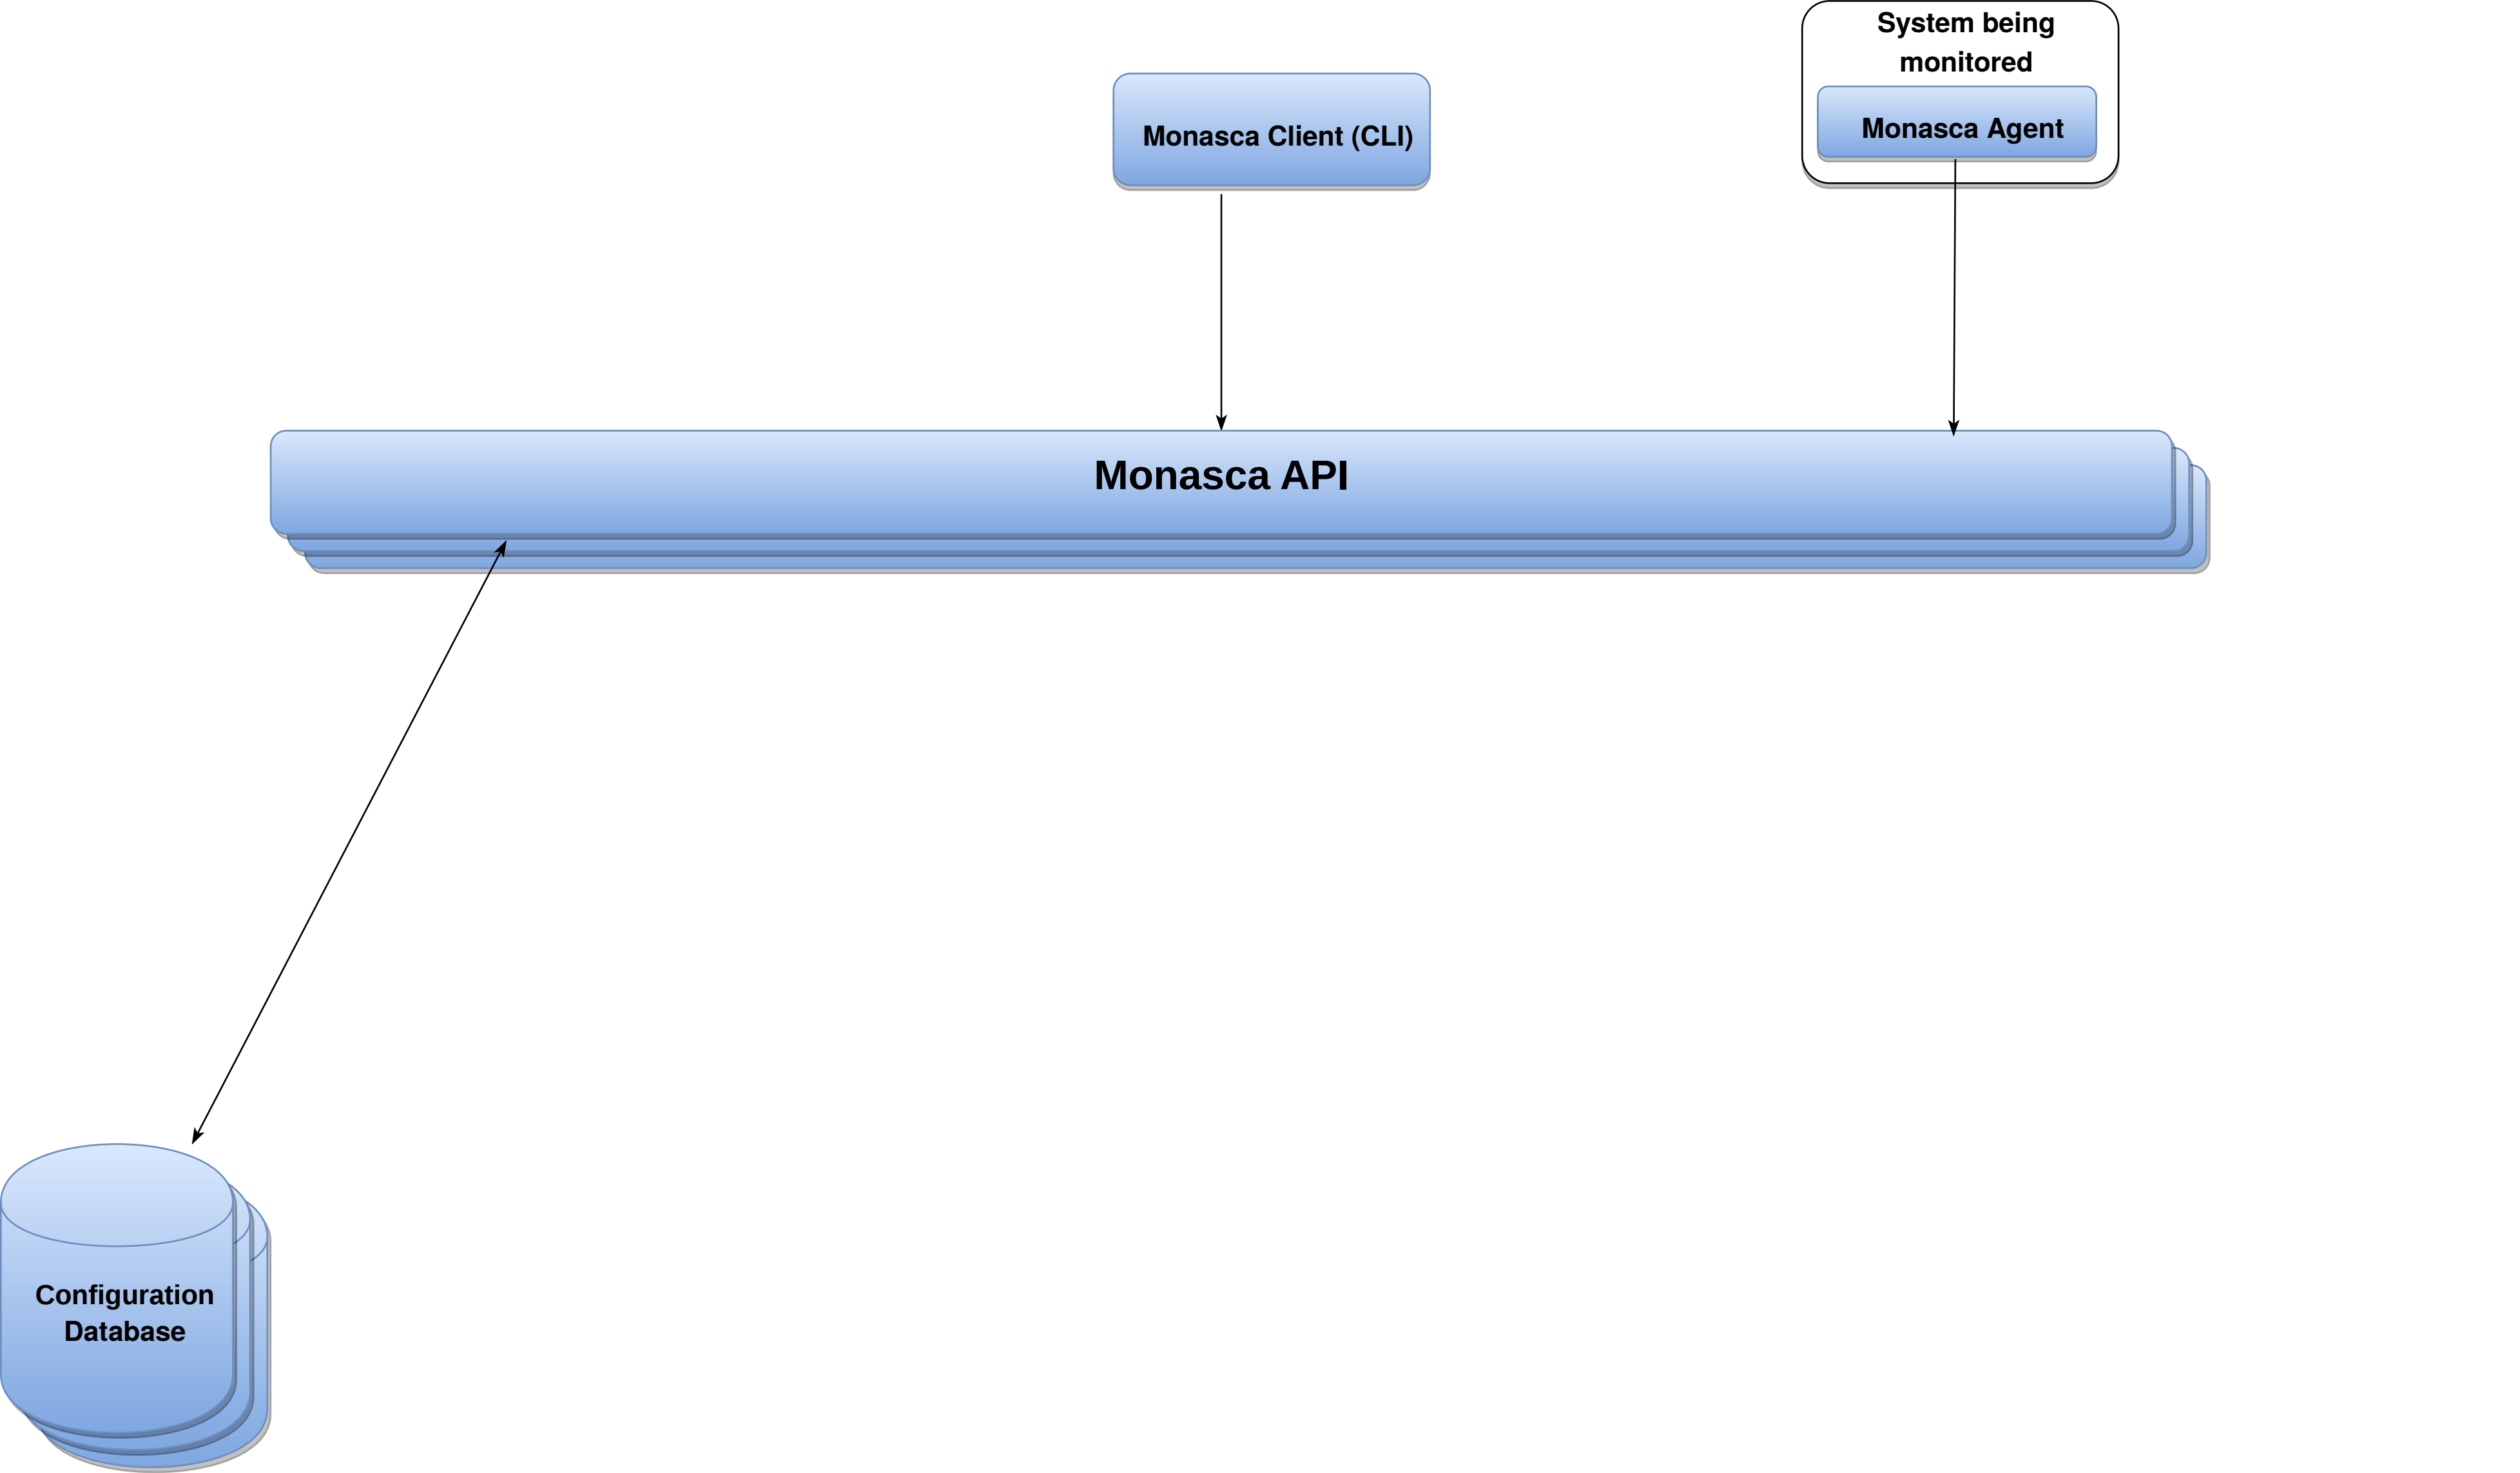 System being
monitored
Monasca Client (CLI)
Monasca Agent
Monasca API
Configuration
Database